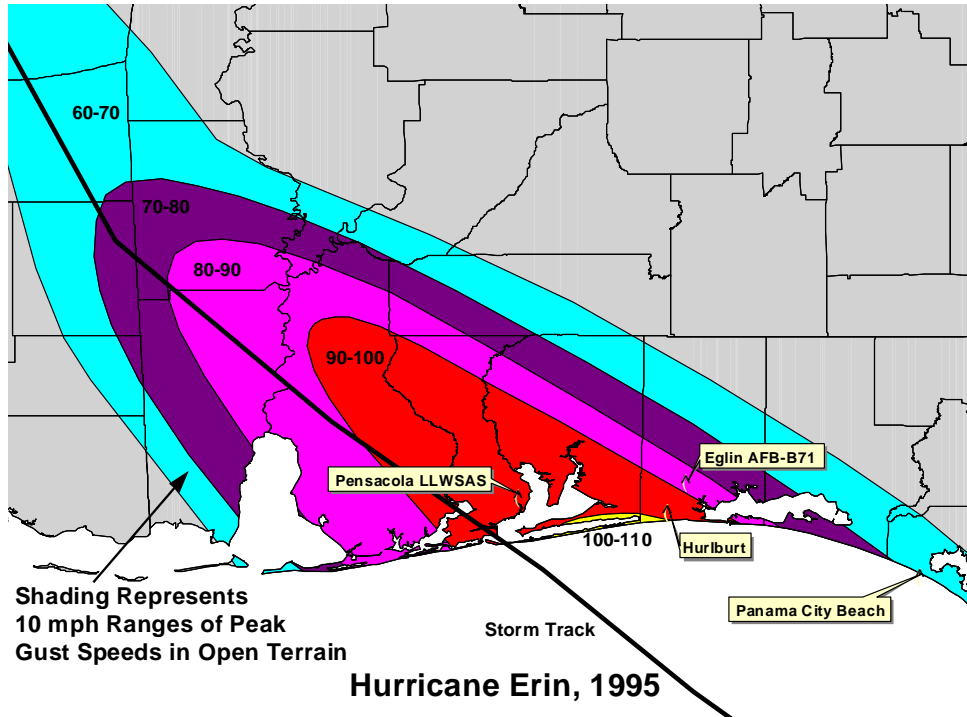 60-70
70-80
80-90
90-100
Eglin AFB-B71
Pensacola LLWSAS
100-110
Hurlburt
Panama City Beach
Shading Represents
10 mph Ranges of Peak
Gust Speeds in Open Terrain
Storm Track
Hurricane Erin, 1995